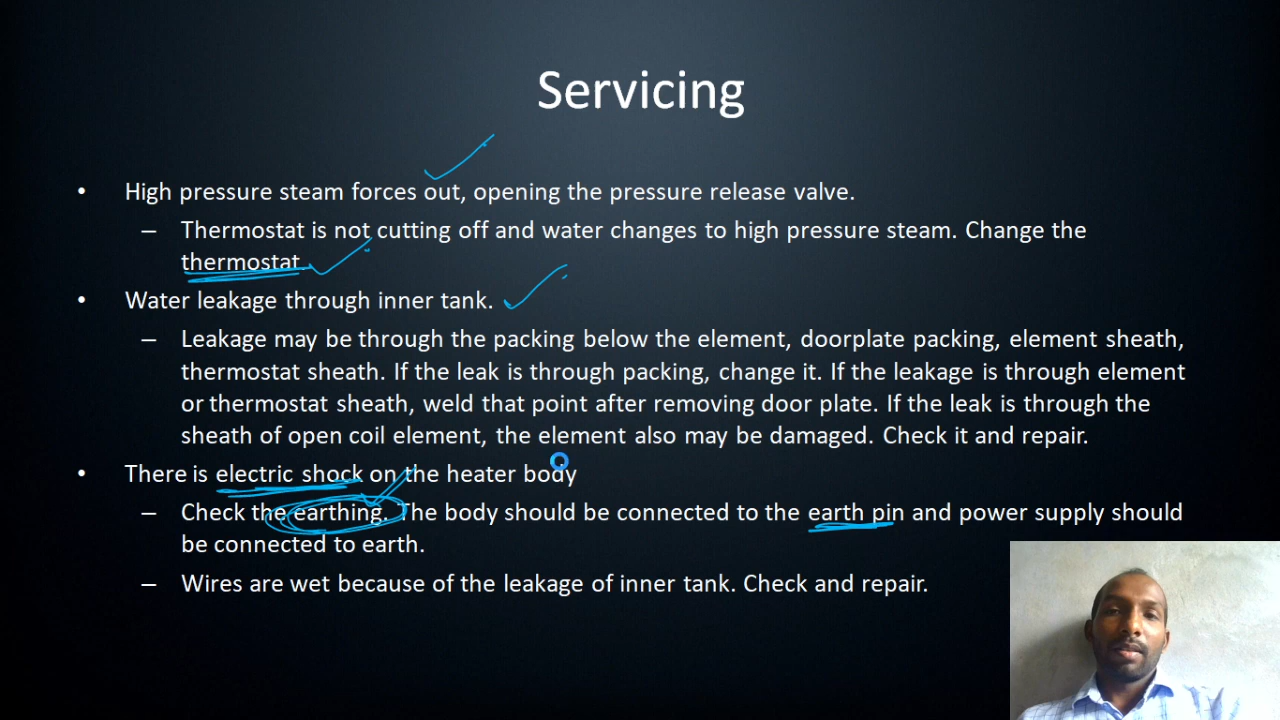 Servicing
• High pressure steam forces out, opening the pressure release valve.
– Thermostat is not cutting off and water changes to high pressure steam. Change the
thermostat.
• Water leakage through inner tank.
– Leakage may be through the packing below the element, doorplate packing, element sheath,
thermostat sheath. If the leak is through packing, change it. If the leakage is through element
or thermostat sheath, weld that point after removing door plate. If the leak is through the
sheath of open coil element, the element also may be damaged. Check it and repair.
• There is electric shock on the heater body
– Check the earthing. The body should be connected to the earth pin and power supply should
be connected to earth.
– Wires are wet because of the leakage of inner tank. Check and repair.